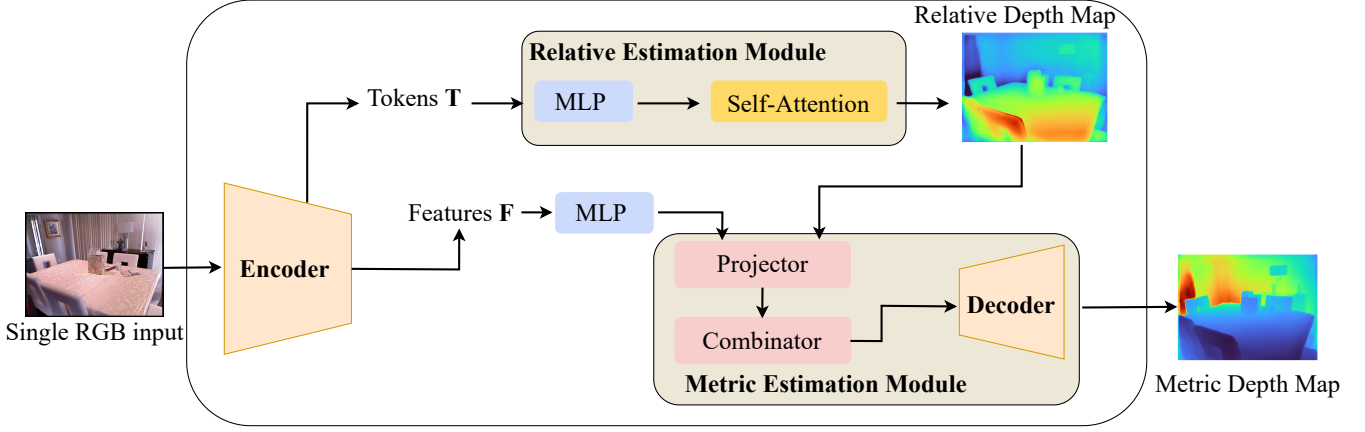 Relative Depth Map
Relative Estimation Module
Tokens T
MLP
Self-Attention
Features F
MLP
Encoder
Projector
Decoder
Single RGB input
Combinator
Metric Estimation Module
Metric Depth Map